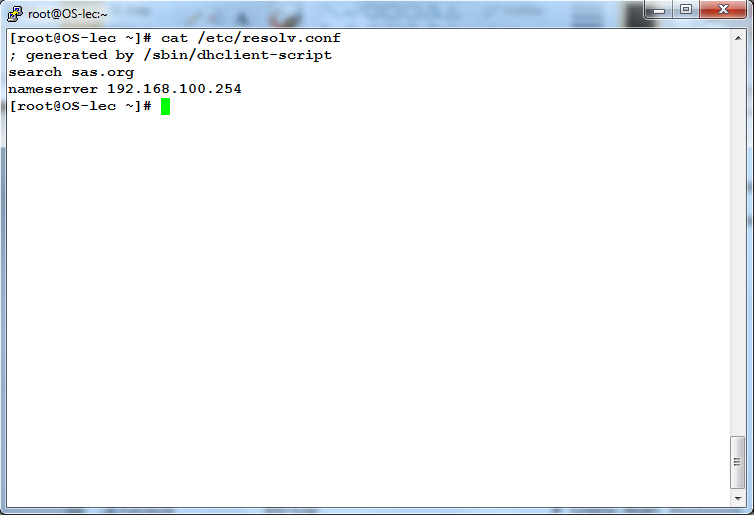 root@OS-lec:~
[root@OS-lec ~]# cat /etc/resolv.conf
; generated by /sbin/dhclient-script
search sas.org
nameserver 192.168.100.254
[root@OS-lec ~]#